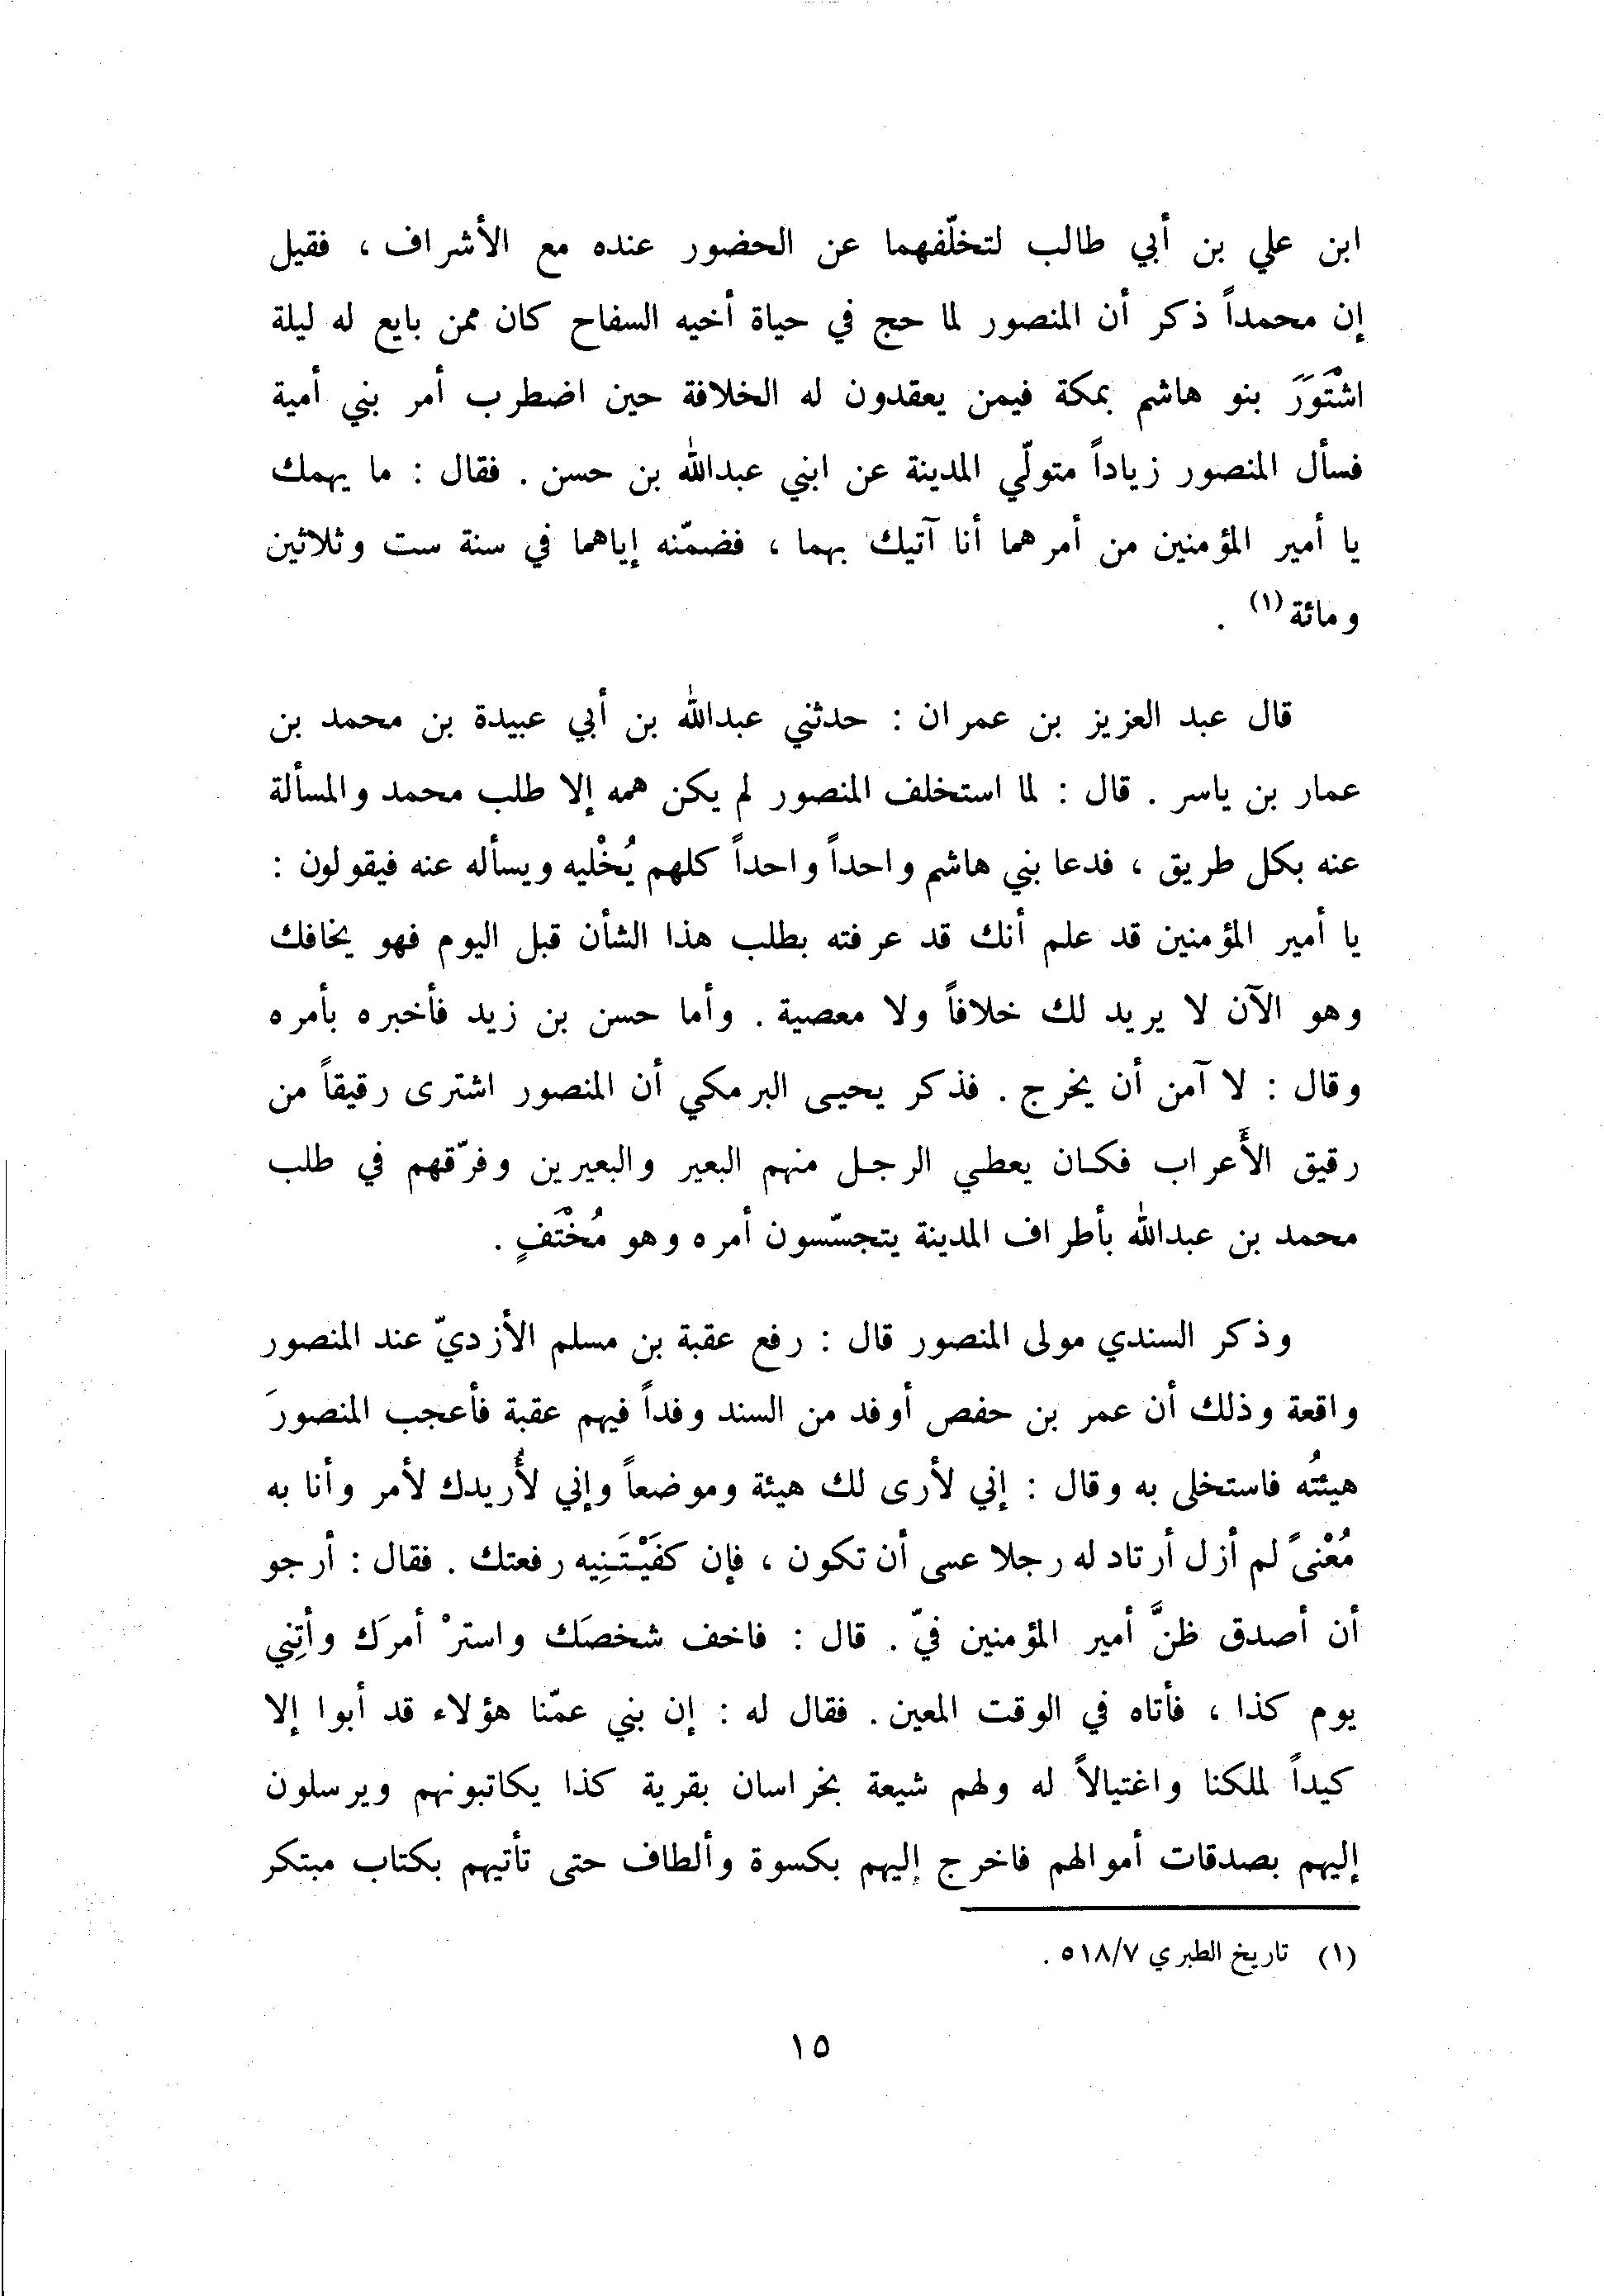 ابن علي بن أبي طالب لتخلّفهما عن الحضور عنده مع الأشراف ، فقيل
إن محمداً ذكر أن المنصور لما حج في حياة أخيه السفاح كان ممن بايع له ليلة
اشْتَوَرَ بنو هاشم بمكة فيمن يعقدون له الخلافة حين اضطرب أمر بني أمية
فسأل المنصور زياداً متولّي المدينة عن ابني عبدالله بن حسن . فقال : ما يهمك
يا أمير المؤمنين من أمرهما أنا آتيك بهما ، فضمّنه إياهما في سنة ست وثلاثين
ومائة (١) .
قال عبد العزيز بن عمران : حدثني عبدالله بن أبي عبيدة بن محمد بن
عمار بن ياسر . قال : لما استخلف المنصور لم يكن همه إلا طلب محمد والمسألة
عنه بكل طريق ، فدعا بني هاشم واحداً واحداً كلهم يُخْليه ويسأله عنه فيقولون :
يا أمير المؤمنين قد علم أنك قد عرفته بطلب هذا الشأن قبل اليوم فهو يخافك
وهو الآن لا يريد لك خلافاً ولا معصية . وأما حسن بن زيد فأخبره بأمره
وقال : لا آمن أن يخرج . فذكر يحيى البرمكي أن المنصور اشترى رقيقاً من
رقيق الأَعراب فكان يعطي الرجل منهم البعير والبعيرين وفرّقهم في طلب
محمد بن عبدالله بأطراف المدينة يتجسّسون أمره وهو مُخْتَفٍ .
وذكر السندي مولى المنصور قال : رفع عقبة بن مسلم الأزديّ عند المنصور
واقعة وذلك أن عمر بن حفص أوفد من السند وفداً فيهم عقبة فأعجب المنصورَ
هيئتُه فاستخلى به وقال : إني لأرى لك هيئة وموضعاً وإني لأُريدك لأمر وأنا به
مُعْنىً لم أزل أرتاد له رجلا عسى أن تكون ، فإن كفَيْتَنِيه رفعتك . فقال : أرجو
أن أصدق ظنَّ أمير المؤمنين فيّ . قال : فاخف شخصَك واسترْ أمرَك وأتِني
يوم كذا ، فأتاه في الوقت المعين . فقال له : إن بني عمّنا هؤلاء قد أبوا إلا
كيداً لملكنا واغتيالاً له ولهم شيعة بخراسان بقرية كذا يكاتبونهم ويرسلون
إليهم بصدقات أموالهم فاخرج إليهم بكسوة وألطاف حتى تأتيهم بكتاب مبتكر
(١) تاريخ الطبري ٥١٨/٧ .
١٥